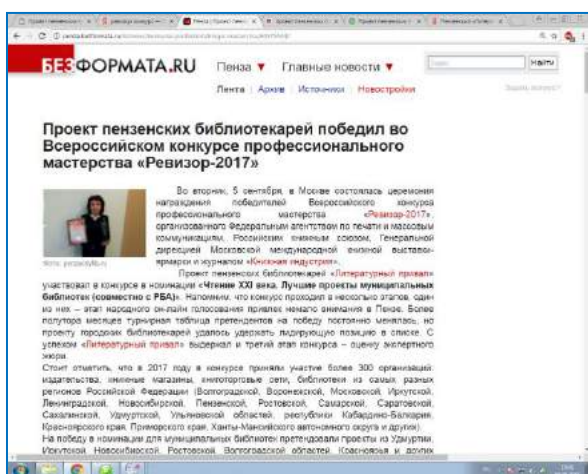 БЕЗФОРМАТА.RU
Пенза ▼ Главные новости ▼
Найти
Лента | Архив | Источники | Новостройки
Проект пензенских библиотекарей победил во
Всероссийском конкурсе профессионального
мастерства «Ревизор-2017»
Во вторник, 5 сентября, в Москве состоялась церемония
награждения победителей Всероссийского конкурса
профессионального мастерства «Ревизор-2017»,
организованного Федеральным агентством по печати и массовым
коммуникациям, Российским книжным союзом, Генеральной
дирекцией Московской международной книжной выставки-
ярмарки и журналом «Книжная индустрия».
Проект пензенских библиотекарей «Литературный привал»
участвовал в конкурсе в номинации «Чтение XXI века. Лучшие проекты муниципальных
библиотек (совместно с РБА)». Напомним, что конкурс проходил в несколько этапов, один
из них – этап народного он-лайн голосования привлек немало внимания в Пензе. Более
полутора месяцев турнирная таблица претендентов на победу постоянно менялась, но
проекту городских библиотекарей удалось удержать лидирующую позицию в списке. С
успехом «Литературный привал» выдержал и третий этап конкурса – оценку экспертного
жюри.
Стоит отметить, что в 2017 году в конкурсе приняли участие более 300 организаций:
издательства, книжные магазины, книготорговые сети, библиотеки из самых разных
регионов Российской Федерации (Волгоградской, Воронежской, Московской, Иркутской,
Ленинградской, Новосибирской, Пензенской, Ростовской, Самарской, Саратовской,
Сахалинской, Удмуртской, Ульяновской областей, республики Кабардино-Балкария,
Красноярского края, Приморского края, Ханты-Мансийского автономного округа и других).
На победу в номинации для муниципальных библиотек претендовали проекты из Удмуртии,
Иркутской, Новосибирской, Ростовской, Волгоградской областей, Красноярья и других